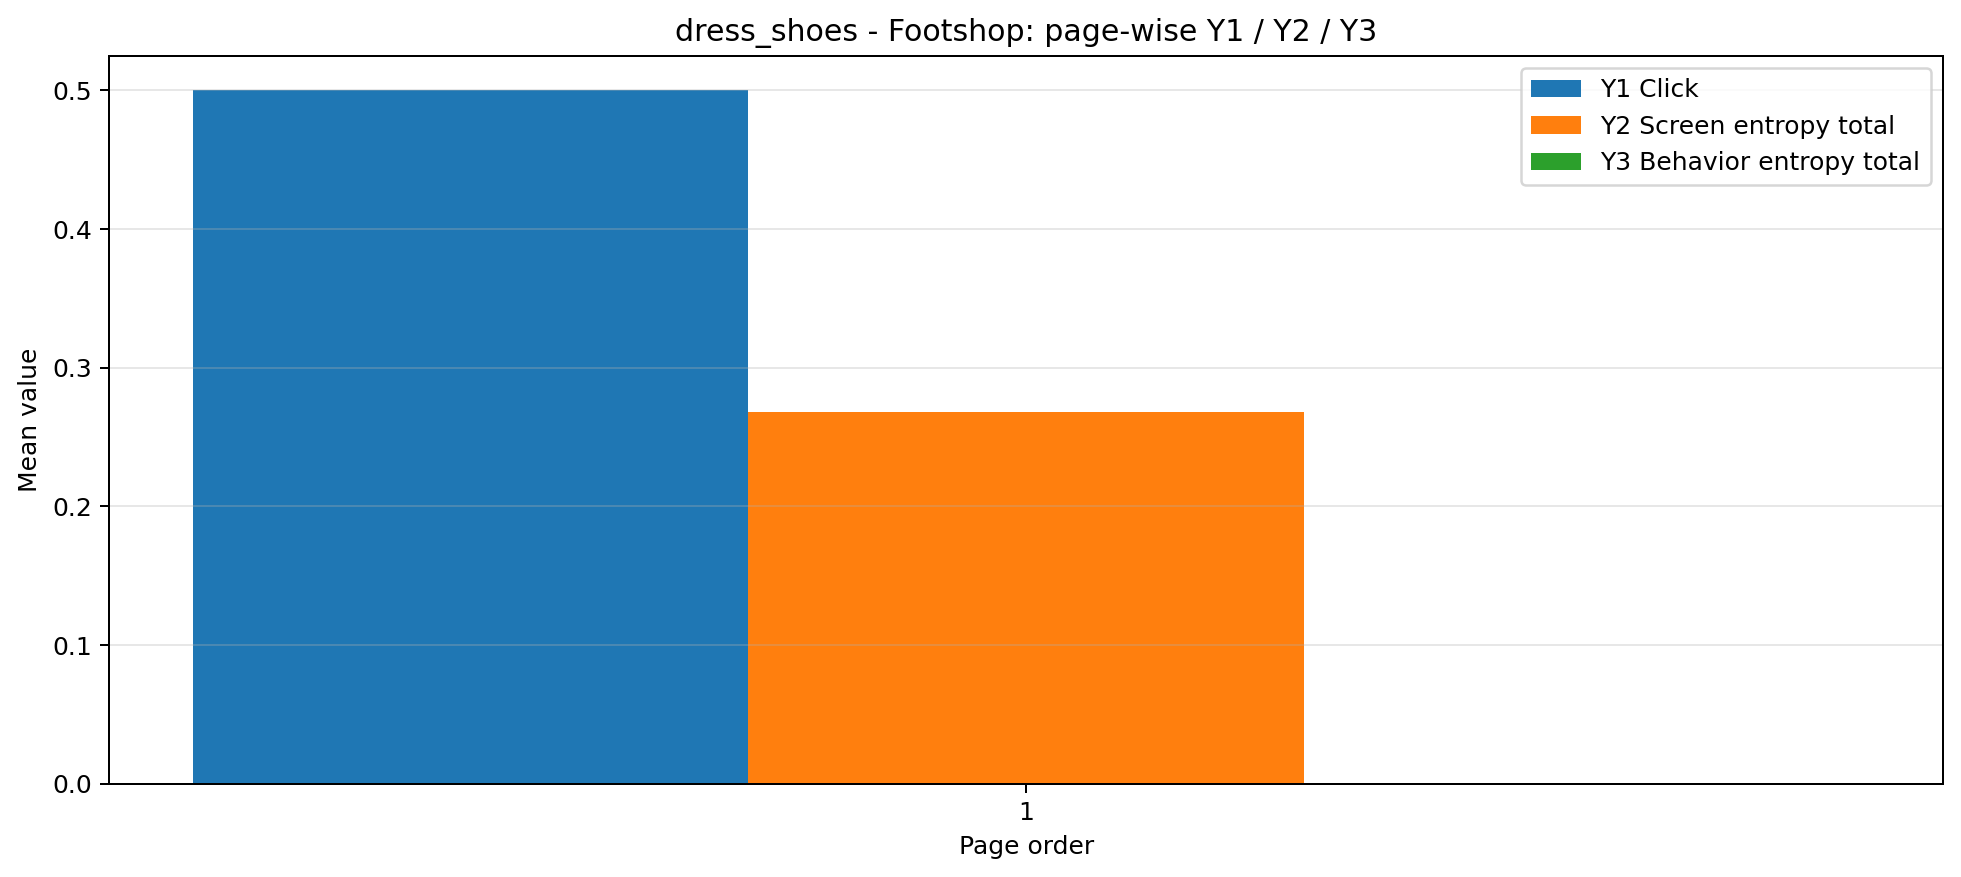 dress_shoes - Footshop: page-wise Y1 / Y2 / Y3
Y1 Click
Y2 Screen entropy total
Y3 Behavior entropy total
Mean value
0.5
0.4
0.3
0.2
0.1
0.0
1
Page order